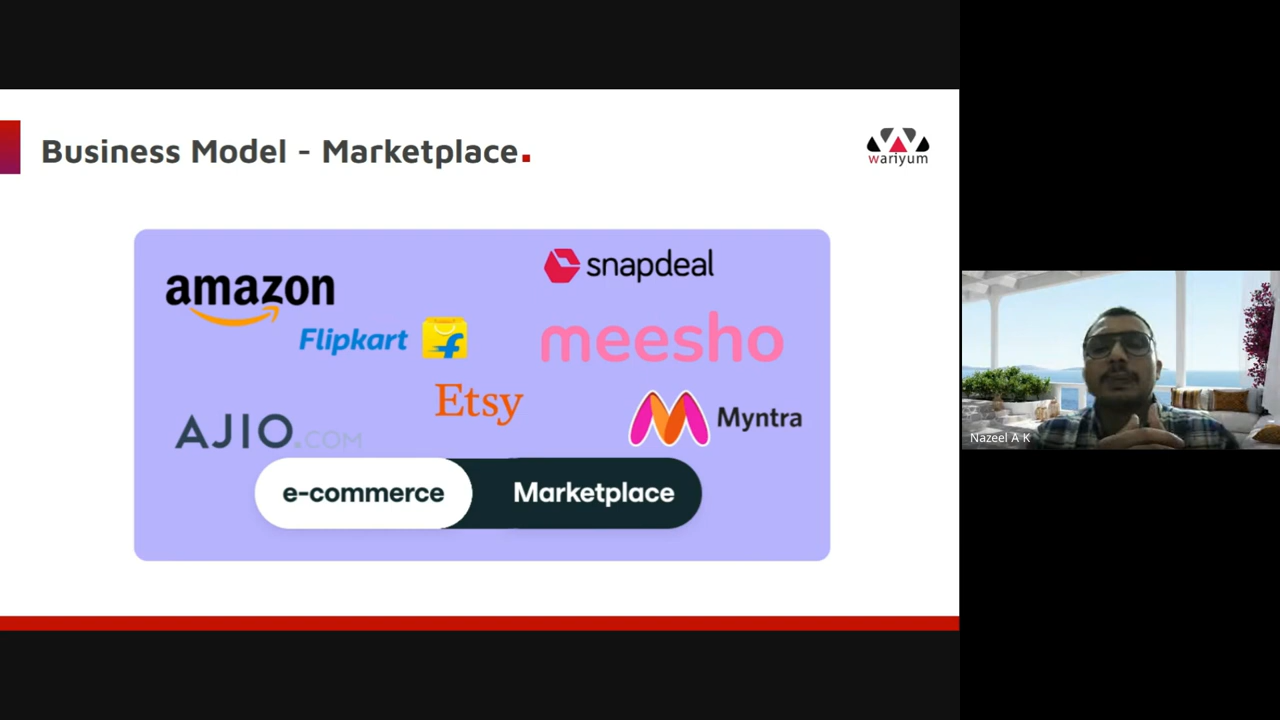 Business Model - Marketplace.
wariyum
amazon
snapdeal
Flipkart
meesho
Etsy
AJIO.COM
Myntra
e-commerce
Marketplace
Nazeel A K